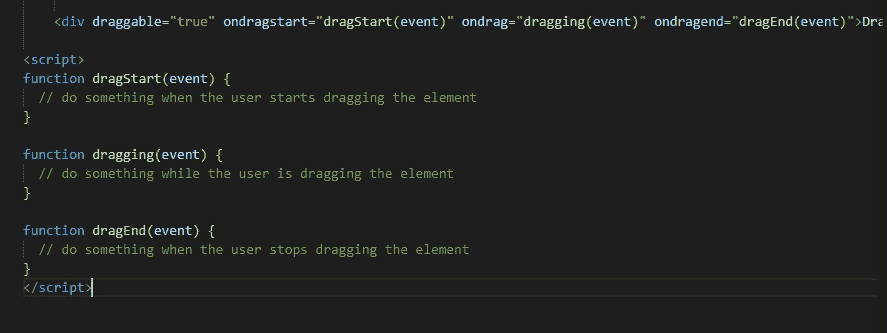 <div draggable="true" ondragstart="dragStart(event)" ondrag="dragging(event)" ondragend="dragEnd(event)">Dra
<script>
function dragStart(event) {
// do something when the user starts dragging the element
}
function dragging(event) {
// do something while the user is dragging the element
}
function dragEnd(event) {
// do something when the user stops dragging the element
}
</script>